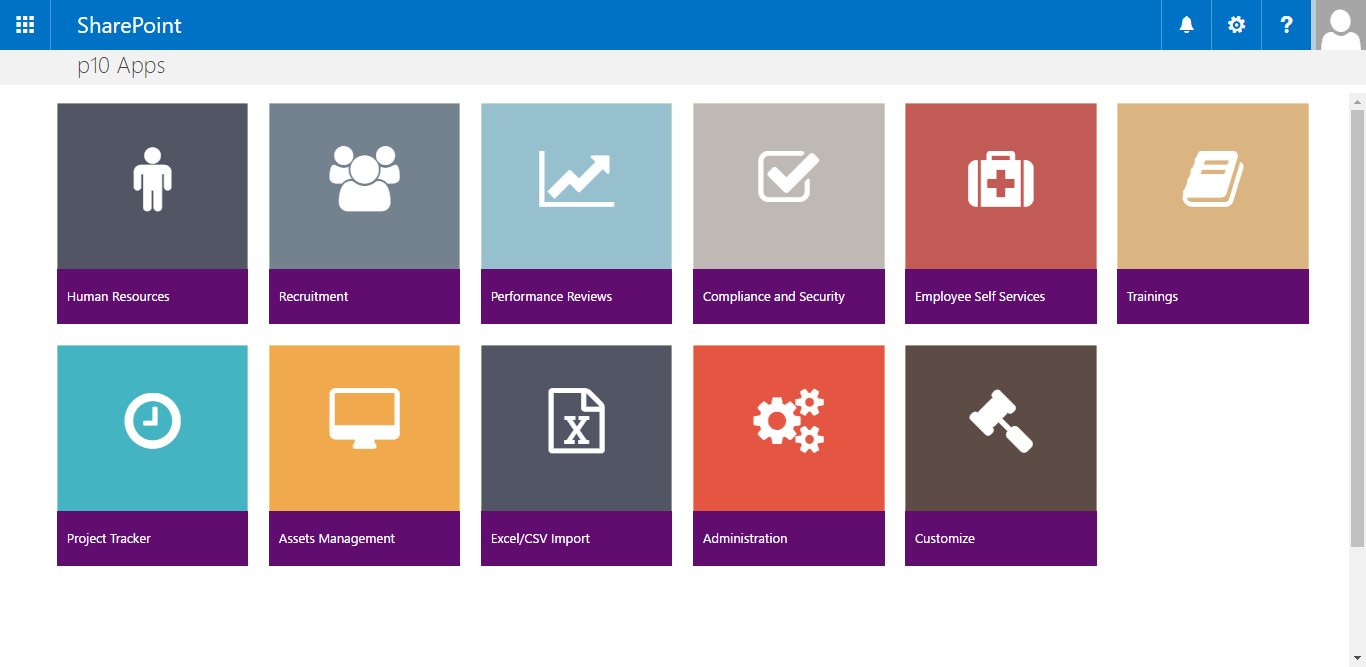 SharePoint
?
p10 Apps
Human Resources
Recruitment
Performance Reviews
Compliance and Security
Employee Self Services
Trainings
Project Tracker
Assets Management
X
Excel/CSV Import
Administration
Customize